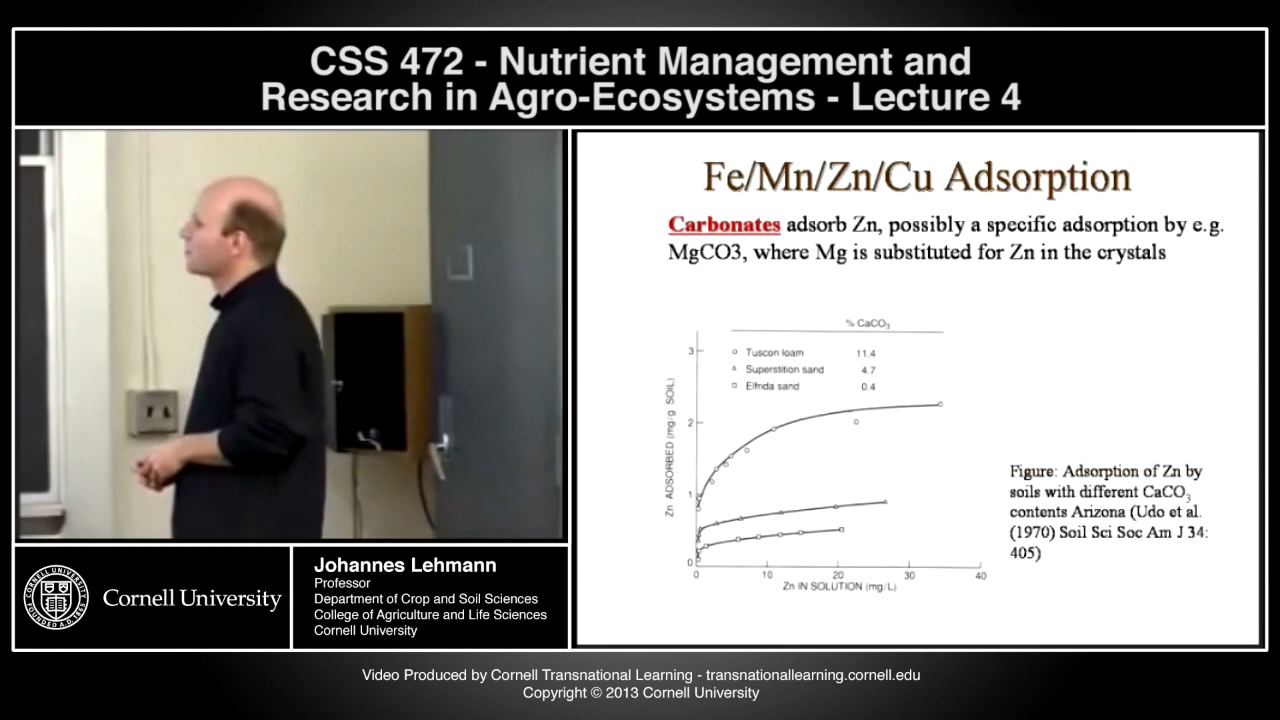 CSS 472 - Nutrient Management and
Research in Agro-Ecosystems - Lecture 4
Fe/Mn/Zn/Cu Adsorption
Carbonates adsorb Zn, possibly a specific adsorption by e.g.
MgCO3, where Mg is substituted for Zn in the crystals
% CaCO3
Tuscon loam 11.4
Superstition sand 4.7
Elfrida sand 0.4
Zn ADSORBED (mg/g SOIL)
3
2
1
0
0 10 20 30 40
Zn IN SOLUTION (mg/L)
Figure: Adsorption of Zn by
soils with different CaCO3
contents Arizona (Udo et al.
(1970) Soil Sci Soc Am J 34:
405)
CORNELL UNIVERSITY
FOUNDED A.D. 1865
Cornell University
Johannes Lehmann
Professor
Department of Crop and Soil Sciences
College of Agriculture and Life Sciences
Cornell University
Video Produced by Cornell Transnational Learning - transnationallearning.cornell.edu
Copyright © 2013 Cornell University